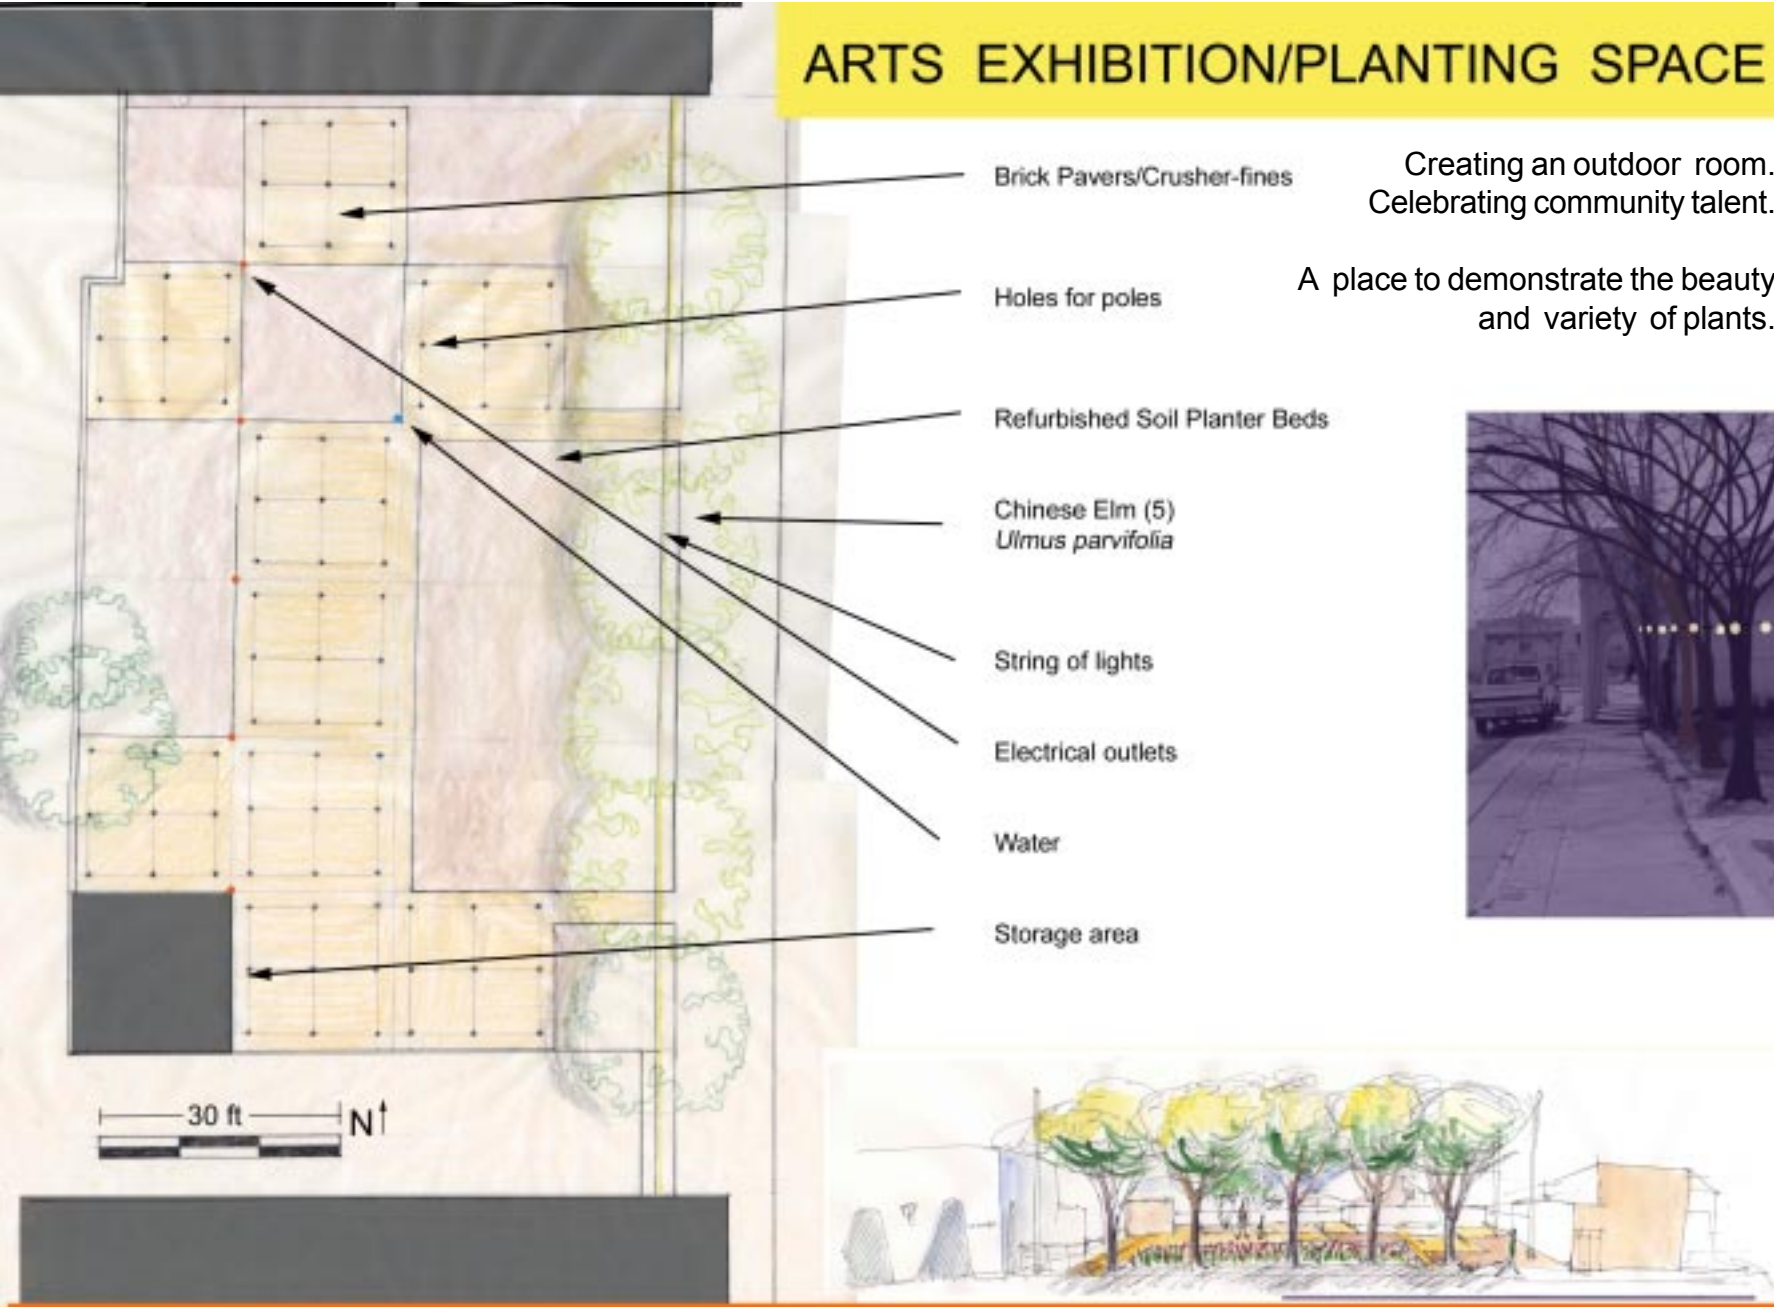 ARTS EXHIBITION/PLANTING SPACE
Creating an outdoor room.
Celebrating community talent.
A place to demonstrate the beauty
and variety of plants.
Brick Pavers/Crusher-fines
Holes for poles
Refurbished Soil Planter Beds
Chinese Elm (5)
Ulmus parvifolia
String of lights
Electrical outlets
Water
Storage area
30 ft
N